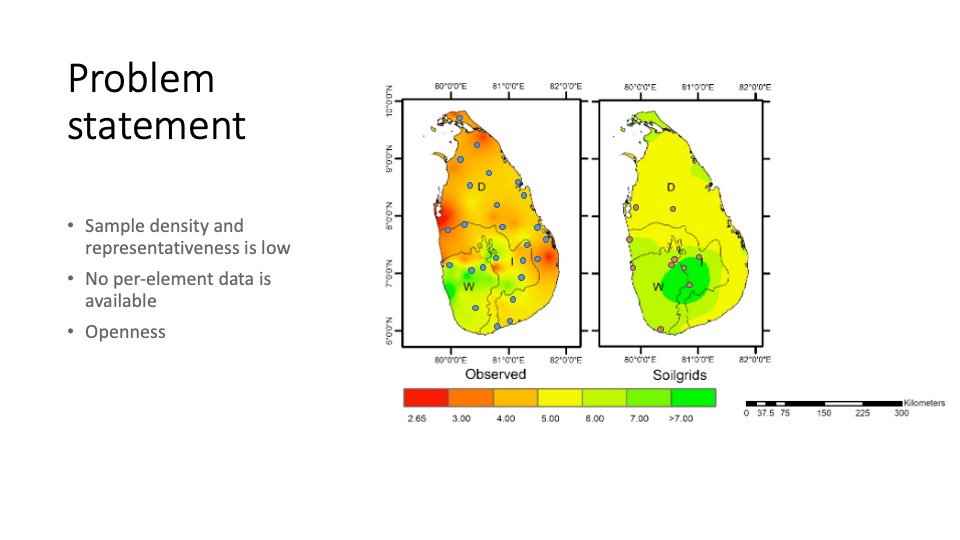 Problem
statement
• Sample density and
representativeness is low
• No per-element data is
available
• Openness
80°0'0"E 81°0'0"E 82°0'0"E 80°0'0"E 81°0'0"E 82°0'0"E
10°0'0"N
9°0'0"N
8°0'0"N
7°0'0"N
6°0'0"N
D
I
W
D
I
W
80°0'0"E 81°0'0"E 82°0'0"E 80°0'0"E 81°0'0"E 82°0'0"E
Observed Soilgrids
2.65 3.00 4.00 5.00 6.00 7.00 >7.00
Kilometers
0 37.5 75 150 225 300